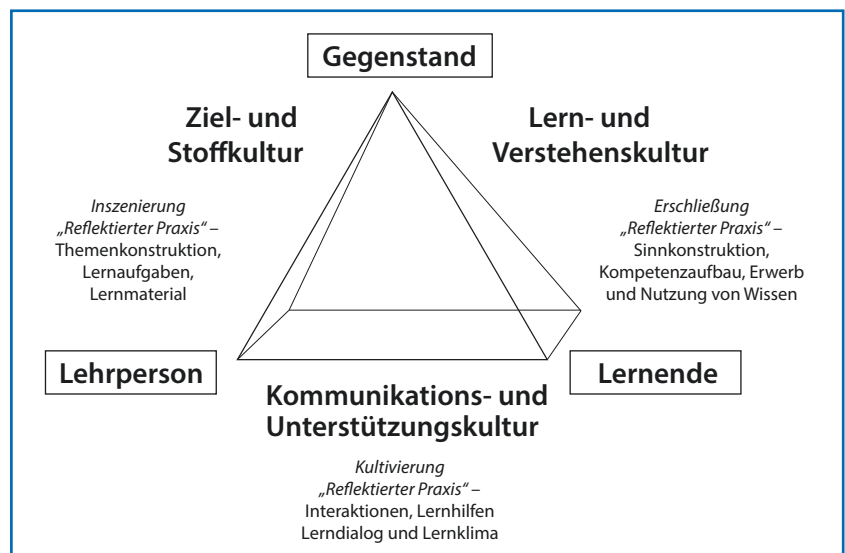 Gegenstand
Ziel- und
Stoffkultur
Lern- und
Verstehenskultur
Inszenierung
„Reflektierter Praxis“ –
Themenkonstruktion,
Lernaufgaben,
Lernmaterial
Erschließung
„Reflektierter Praxis“ –
Sinnkonstruktion,
Kompetenzaufbau, Erwerb
und Nutzung von Wissen
Lehrperson
Lernende
Kommunikations- und
Unterstützungskultur
Kultivierung
„Reflektierter Praxis“ –
Interaktionen, Lernhilfen
Lerndialog und Lernklima